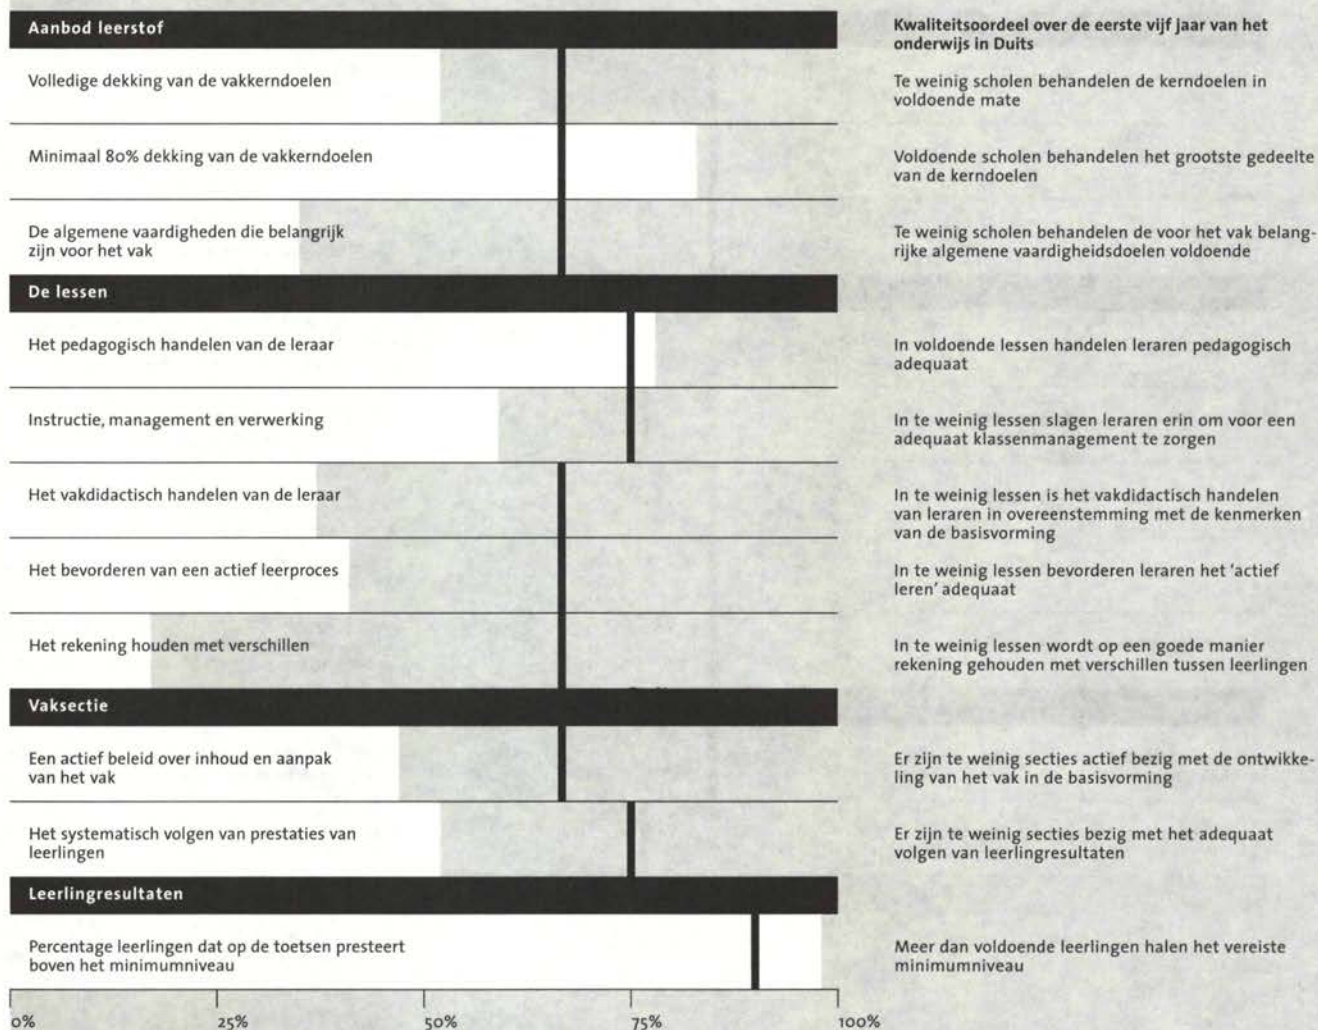 Aanbod leerstof
Kwaliteitsoordeel over de eerste vijf jaar van het
onderwijs in Duits
Volledige dekking van de vakkerndoelen
Te weinig scholen behandelen de kerndoelen in
voldoende mate
Minimaal 80% dekking van de vakkerndoelen
Voldoende scholen behandelen het grootste gedeelte
van de kerndoelen
De algemene vaardigheden die belangrijk
zijn voor het vak
Te weinig scholen behandelen de voor het vak belang-
rijke algemene vaardigheidsdoelen voldoende
De lessen
Het pedagogisch handelen van de leraar
In voldoende lessen handelen leraren pedagogisch
adequaat
Instructie, management en verwerking
In te weinig lessen slagen leraren erin om voor een
adequaat klassenmanagement te zorgen
Het vakdidactisch handelen van de leraar
In te weinig lessen is het vakdidactisch handelen
van leraren in overeenstemming met de kenmerken
van de basisvorming
Het bevorderen van een actief leerproces
In te weinig lessen bevorderen leraren het 'actief
leren' adequaat
Het rekening houden met verschillen
In te weinig lessen wordt op een goede manier
rekening gehouden met verschillen tussen leerlingen
Vaksectie
Een actief beleid over inhoud en aanpak
van het vak
Er zijn te weinig secties actief bezig met de ontwikke-
ling van het vak in de basisvorming
Het systematisch volgen van prestaties van
leerlingen
Er zijn te weinig secties bezig met het adequaat
volgen van leerlingresultaten
Leerlingresultaten
Percentage leerlingen dat op de toetsen presteert
boven het minimumniveau
Meer dan voldoende leerlingen halen het vereiste
minimumniveau
0% 25% 50% 75% 100%